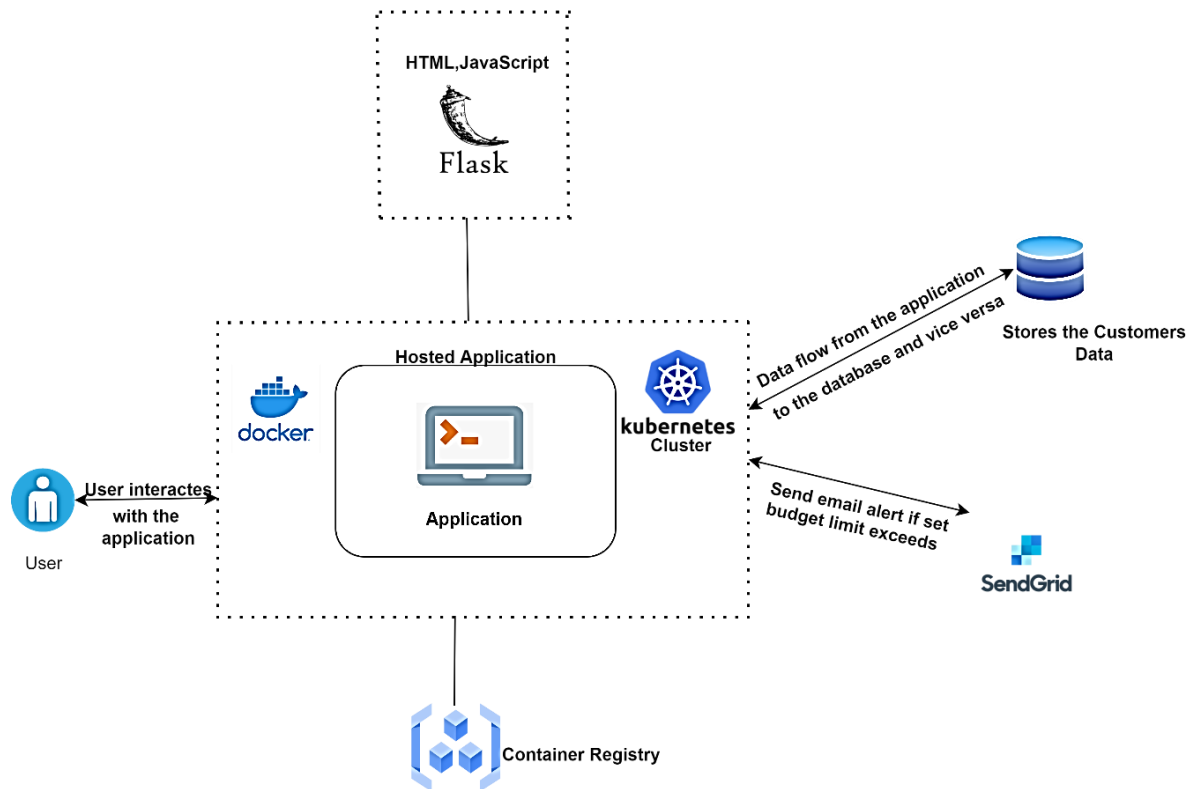 HTML,JavaScript
Flask
Data flow from the application
to the database and vice versa
Stores the Customers
Data
Hosted Application
docker
kubernetes
Cluster
Application
User interactes
with the
application
User
Send email alert if set
budget limit exceeds
SendGrid
Container Registry